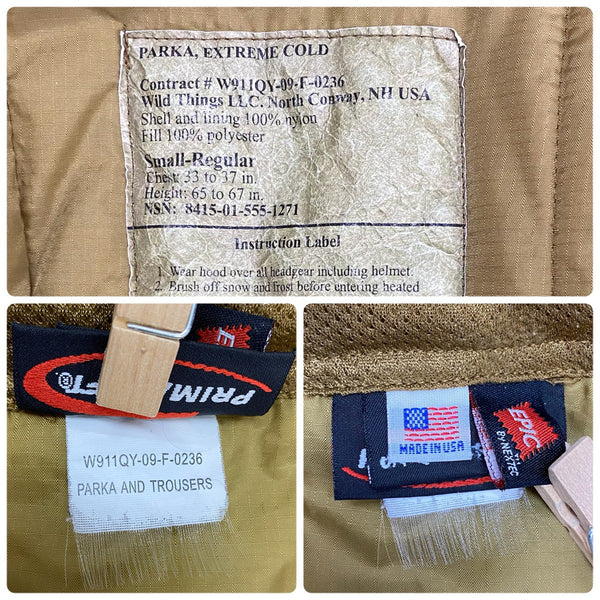 PARKA, EXTREME COLD
Contract # W911QY-09-F-0236
Wild Things LLC. North Conway, NH USA
Shell and lining 100% nylon
Fill 100% polyester
Small-Regular
Chest: 33 to 37 in.
Height: 65 to 67 in.
NSN: 8415-01-555-1271
Instruction Label
1. Wear hood over all headgear including helmet.
2. Brush off snow and frost before entering heated
W911QY-09-F-0236
PARKA AND TROUSERS
MADE IN USA
EPIC
BY NEXTEC